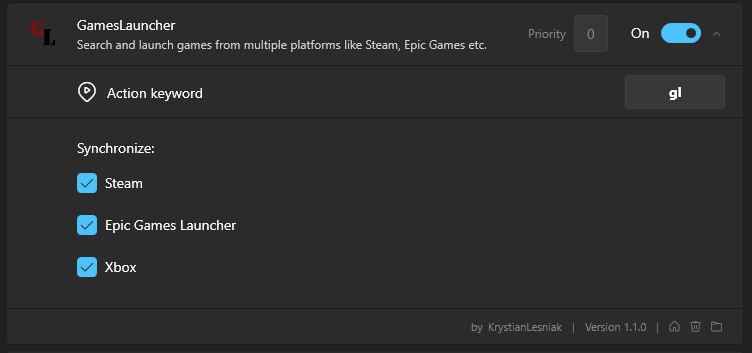 GL
GamesLauncher
Search and launch games from multiple platforms like Steam, Epic Games etc.
Priority 0 On
Action keyword gl
Synchronize:
Steam
Epic Games Launcher
Xbox
by KrystianLesniak | Version 1.1.0 |